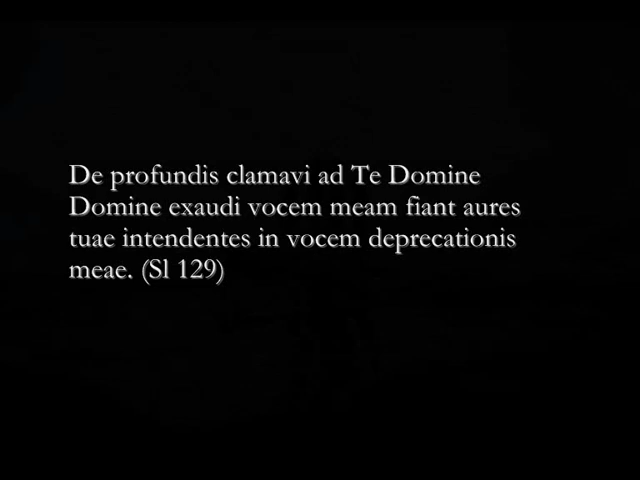 De profundis clamavi ad Te Domine
Domine exaudi vocem meam fiant aures
tuae intendentes in vocem deprecationis
meae. (Sl 129)